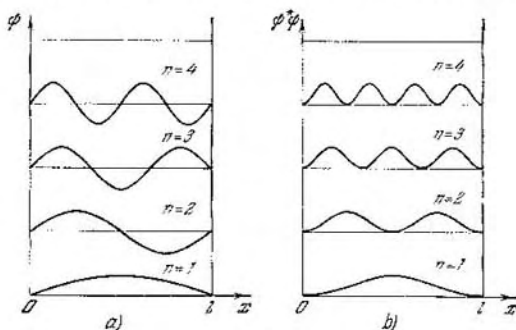 φ
n=4
n=3
n=2
n=1
0
l
x
a)
φ*φ
n=4
n=3
n=2
n=1
0
l
x
b)